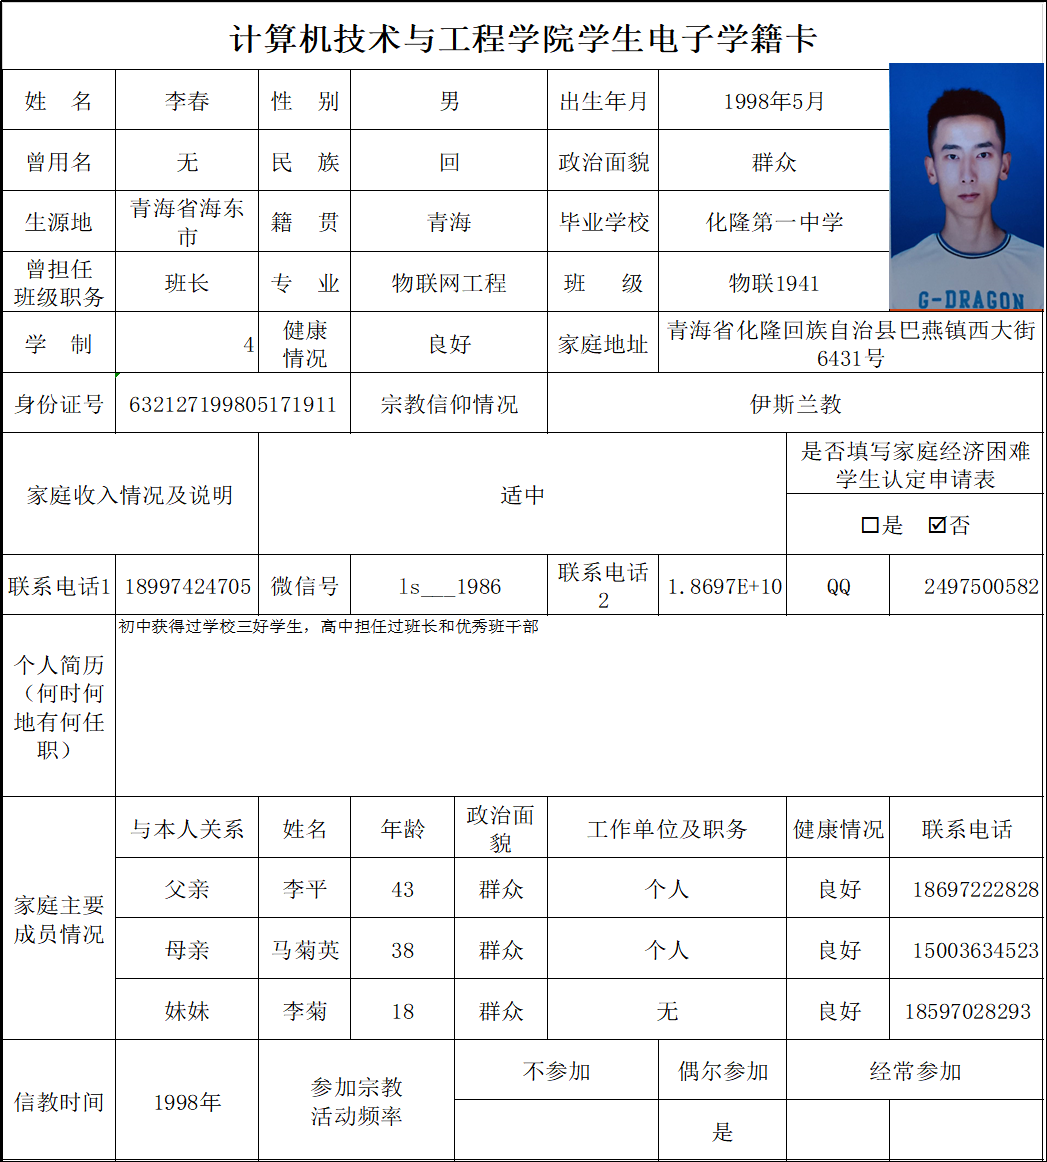 计算机技术与工程学院学生电子学籍卡
姓 名 李春 性 别 男 出生年月 1998年5月
曾用名 无 民 族 回 政治面貌 群众
生源地 青海省海东
市 籍 贯 青海 毕业学校 化隆第一中学
曾担任
班级职务 班长 专 业 物联网工程 班 级 物联1941
G-DRAGON
学 制 4 健康
情况 良好 家庭地址 青海省化隆回族自治县巴燕镇西大街
6431号
身份证号 632127199805171911 宗教信仰情况 伊斯兰教
家庭收入情况及说明 适中 是否填写家庭经济困难
学生认定申请表
☐是 ☑否
联系电话1 18997424705 微信号 ls___1986 联系电话
2 1.8697E+10 QQ 2497500582
个人简历
（何时何
地有何任
职）
初中获得过学校三好学生，高中担任过班长和优秀班干部
家庭主要
成员情况
与本人关系 姓名 年龄 政治面
貌 工作单位及职务 健康情况 联系电话
父亲 李平 43 群众 个人 良好 18697222828
母亲 马菊英 38 群众 个人 良好 15003634523
妹妹 李菊 18 群众 无 良好 18597028293
信教时间 1998年 参加宗教
活动频率 不参加 偶尔参加 经常参加
是